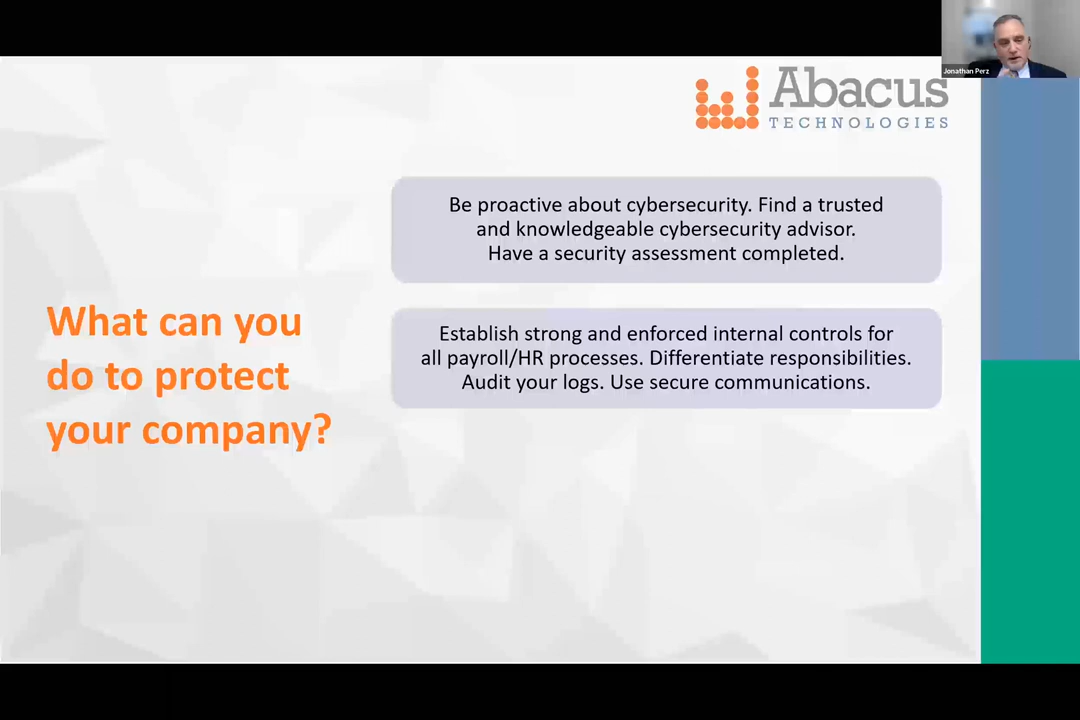 Jonathan Perz
Abacus
TECHNOLOGIES
Be proactive about cybersecurity. Find a trusted
and knowledgeable cybersecurity advisor.
Have a security assessment completed.
What can you
do to protect
your company?
Establish strong and enforced internal controls for
all payroll/HR processes. Differentiate responsibilities.
Audit your logs. Use secure communications.